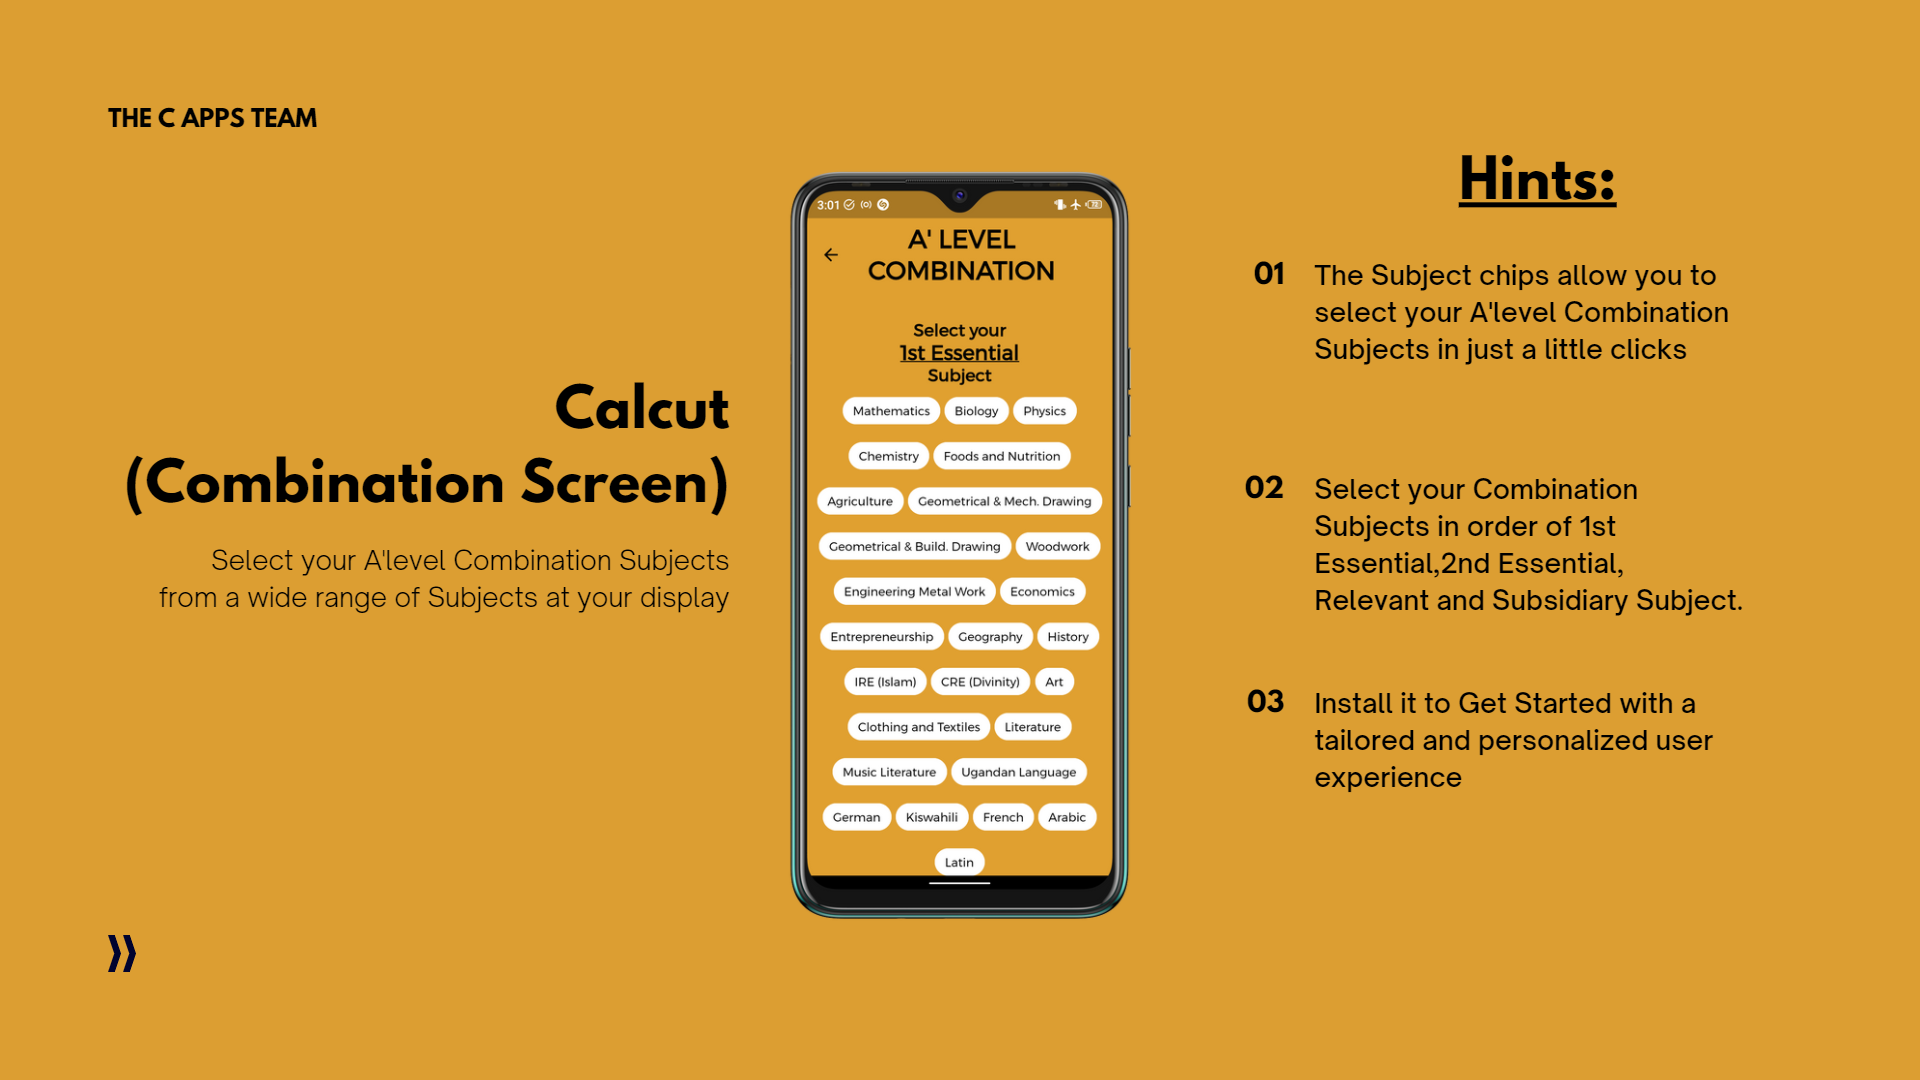 THE C APPS TEAM
Calcut
(Combination Screen)
Select your A'level Combination Subjects
from a wide range of Subjects at your display
3:01
72
A' LEVEL
COMBINATION
Select your
1st Essential
Subject
Mathematics Biology Physics
Chemistry Foods and Nutrition
Agriculture Geometrical & Mech. Drawing
Geometrical & Build. Drawing Woodwork
Engineering Metal Work Economics
Entrepreneurship Geography History
IRE (Islam) CRE (Divinity) Art
Clothing and Textiles Literature
Music Literature Ugandan Language
German Kiswahili French Arabic
Latin
Hints:
01 The Subject chips allow you to
select your A'level Combination
Subjects in just a little clicks
02 Select your Combination
Subjects in order of 1st
Essential,2nd Essential,
Relevant and Subsidiary Subject.
03 Install it to Get Started with a
tailored and personalized user
experience